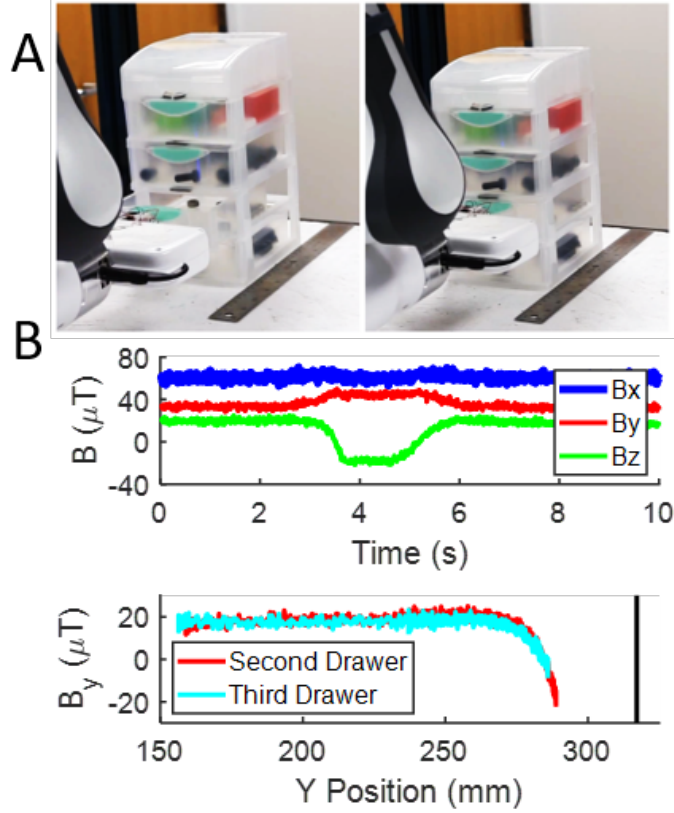 A
B
80
40
0
-40
B (μT)
Bx
By
Bz
0 2 4 6 8 10
Time (s)
20
0
-20
B_y (μT)
Second Drawer
Third Drawer
150 200 250 300
Y Position (mm)